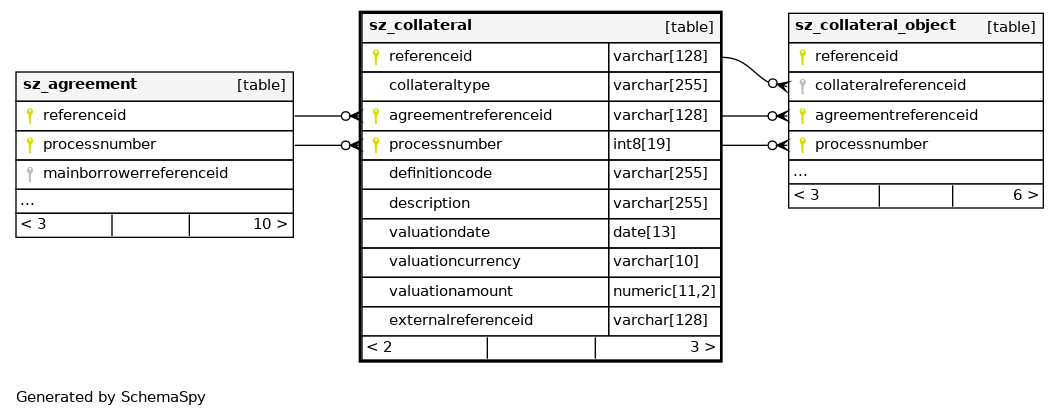 sz_agreement [table]
referenceid
processnumber
mainborrowerreferenceid
...
< 3 10 >
sz_collateral [table]
referenceid varchar[128]
collateraltype varchar[255]
agreementreferenceid varchar[128]
processnumber int8[19]
definitioncode varchar[255]
description varchar[255]
valuationdate date[13]
valuationcurrency varchar[10]
valuationamount numeric[11,2]
externalreferenceid varchar[128]
< 2 3 >
sz_collateral_object [table]
referenceid
collateralreferenceid
agreementreferenceid
processnumber
...
< 3 6 >
Generated by SchemaSpy